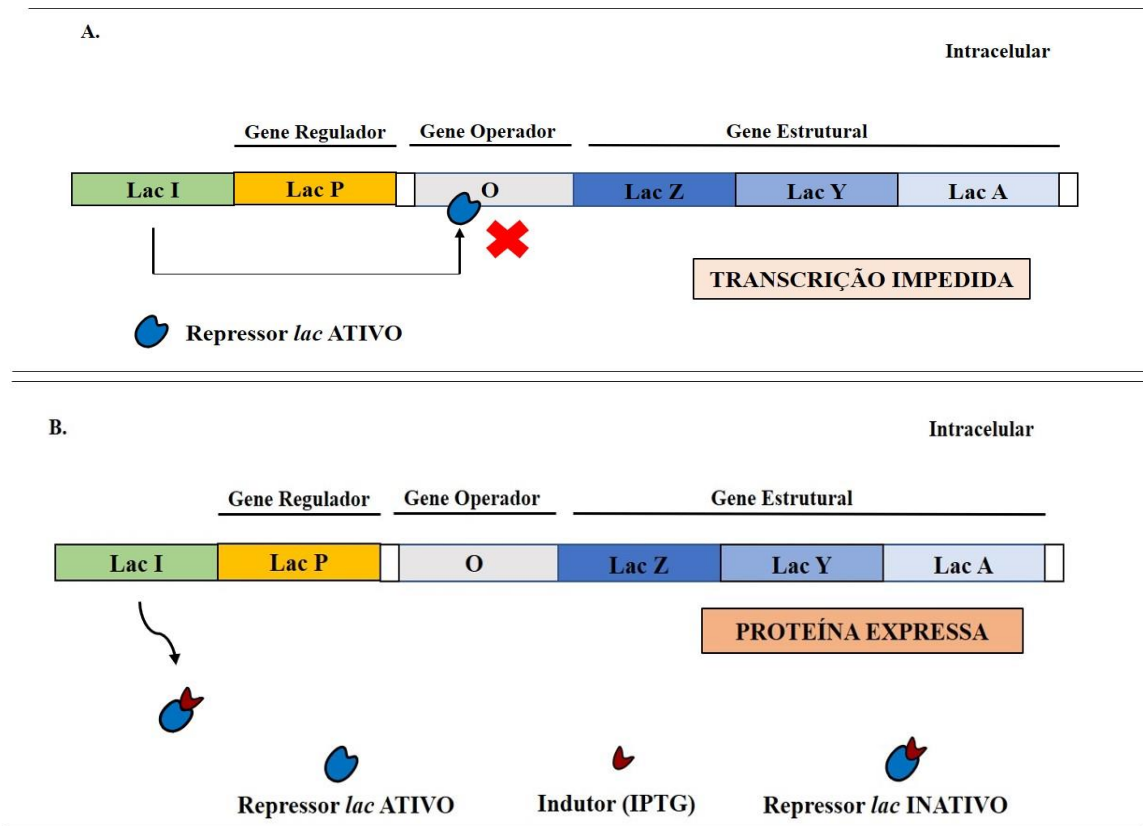 A.
Intracelular
Gene Regulador Gene Operador Gene Estrutural
Lac I Lac P O Lac Z Lac Y Lac A
TRANSCRIÇÃO IMPEDIDA
Repressor lac ATIVO
B.
Intracelular
Gene Regulador Gene Operador Gene Estrutural
Lac I Lac P O Lac Z Lac Y Lac A
PROTEÍNA EXPRESSA
Repressor lac ATIVO Indutor (IPTG) Repressor lac INATIVO